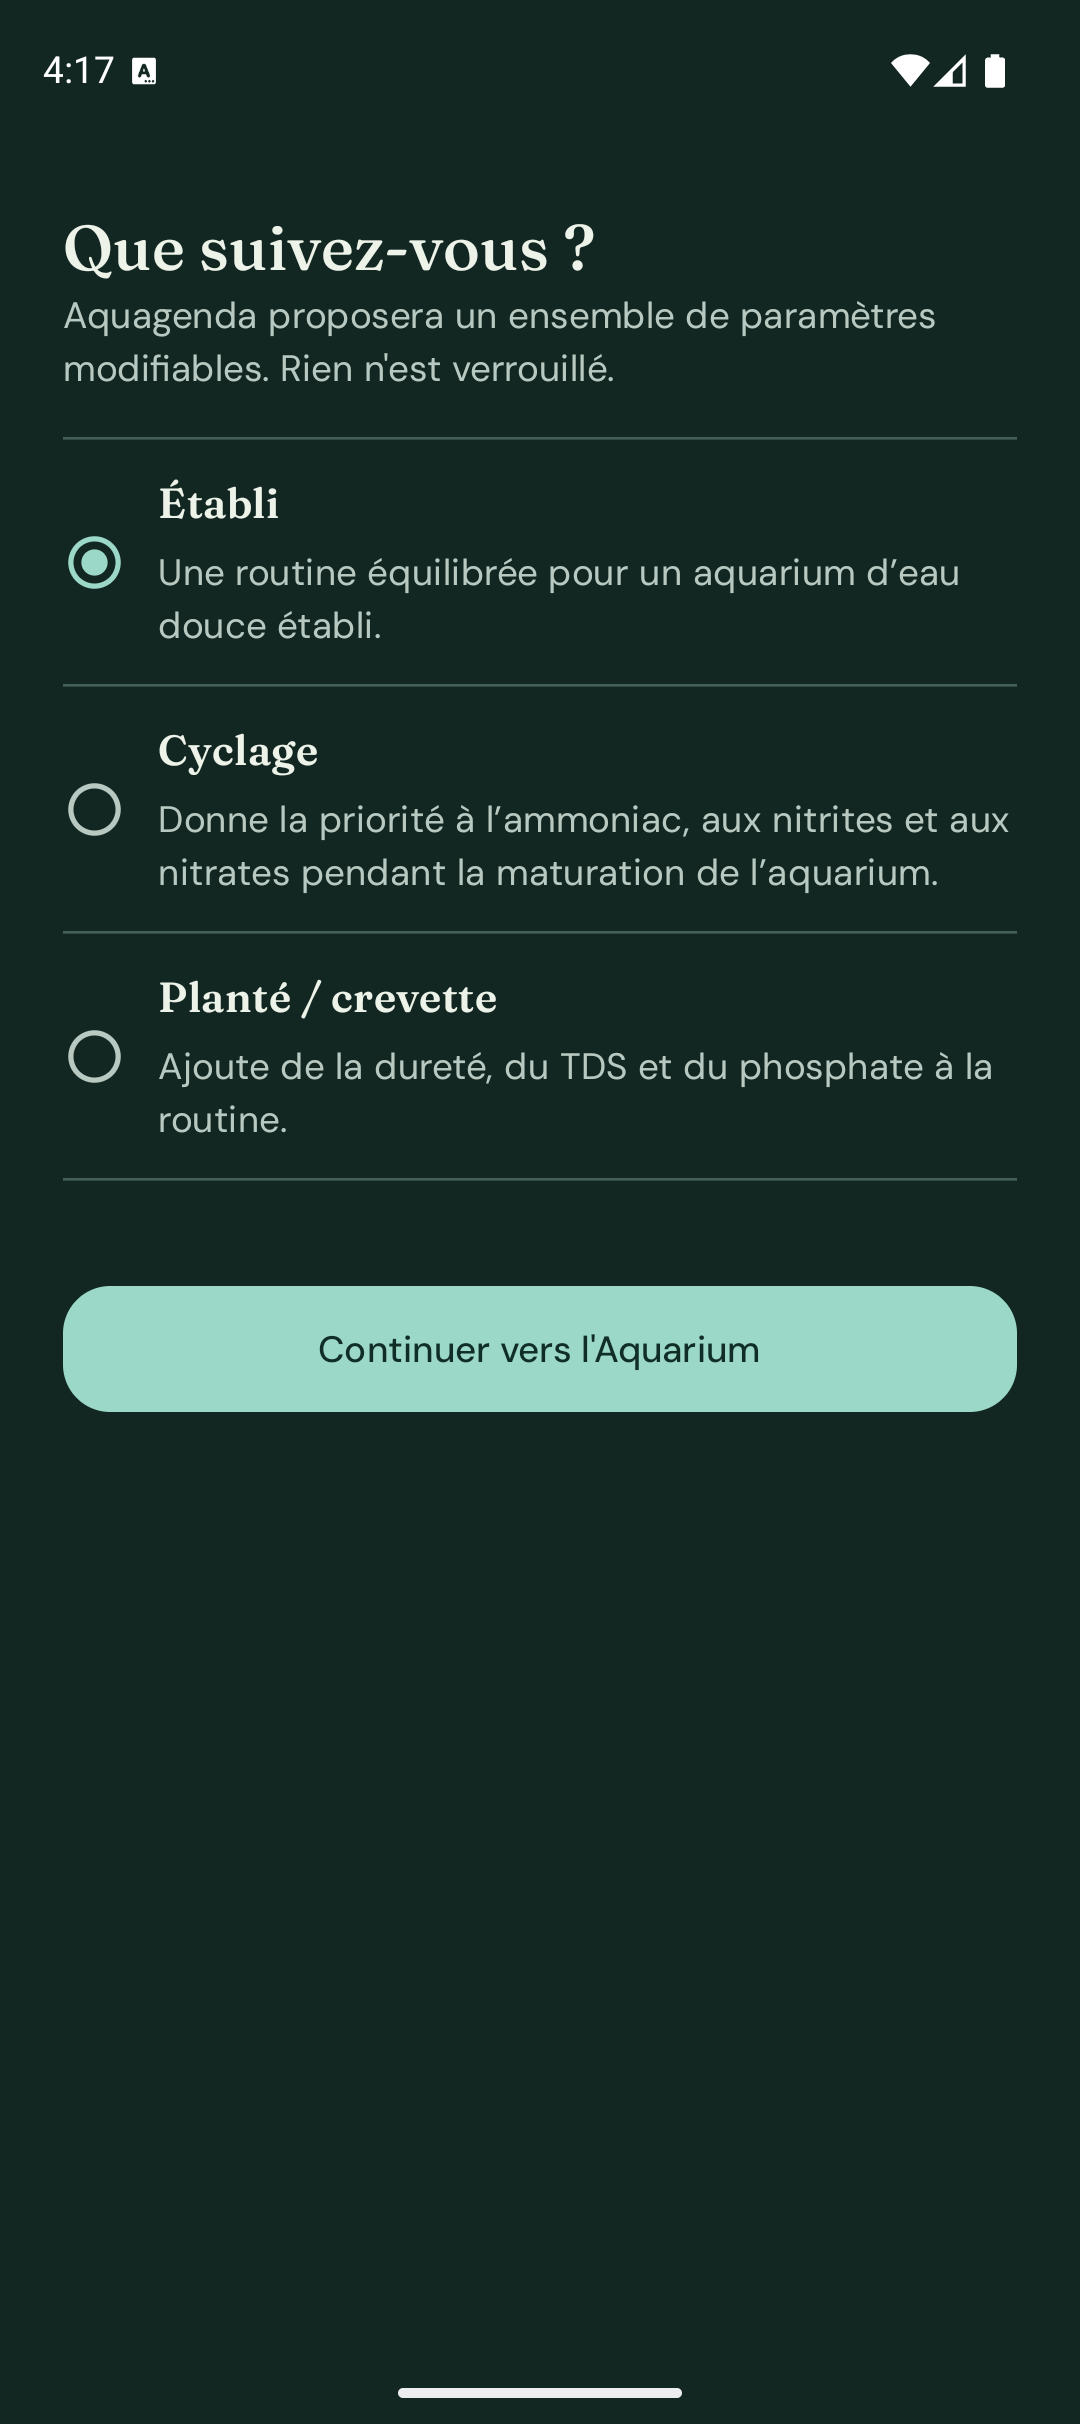 4:17
Que suivez-vous ?
Aquagenda proposera un ensemble de paramètres
modifiables. Rien n'est verrouillé.
Établi
Une routine équilibrée pour un aquarium d’eau
douce établi.
Cyclage
Donne la priorité à l’ammoniac, aux nitrites et aux
nitrates pendant la maturation de l’aquarium.
Planté / crevette
Ajoute de la dureté, du TDS et du phosphate à la
routine.
Continuer vers l'Aquarium